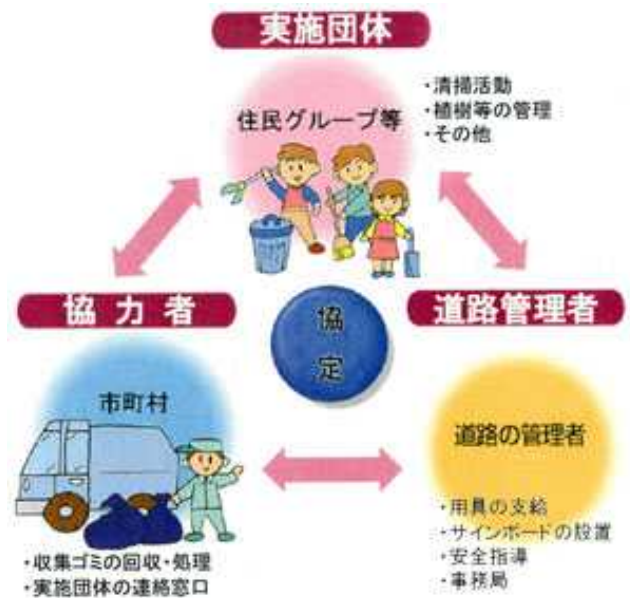 実施団体
住民グループ等
・清掃活動
・植樹等の管理
・その他
協力者
市町村
・収集ゴミの回収・処理
・実施団体の連絡窓口
協
定
道路管理者
道路の管理者
・用具の支給
・サインボードの設置
・安全指導
・事務局